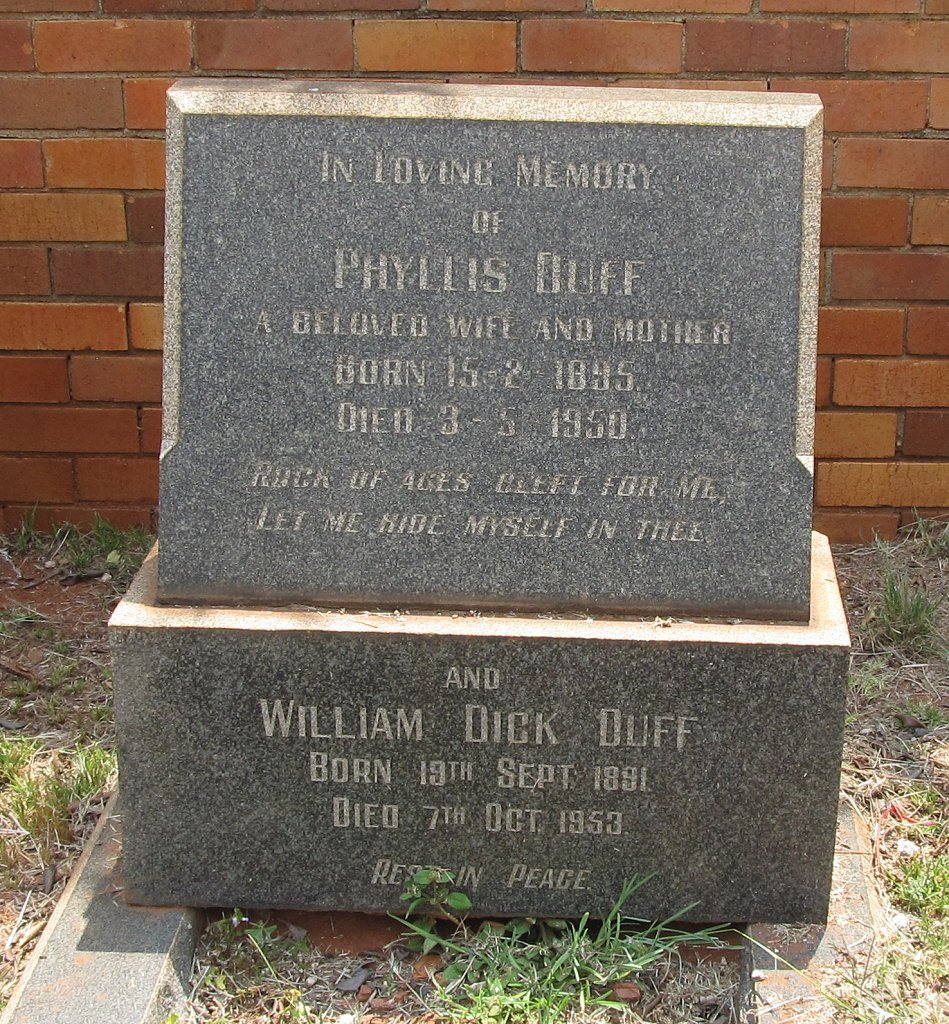 IN LOVING MEMORY
OF
PHYLLIS DUFF
A BELOVED WIFE AND MOTHER
BORN 15-2-1895.
DIED 3-5 1950.
ROCK OF AGES CLEFT FOR ME,
LET ME HIDE MYSELF IN THEE.
AND
WILLIAM DICK DUFF
BORN 19TH SEPT. 1891.
DIED 7TH OCT. 1953.
REST IN PEACE.